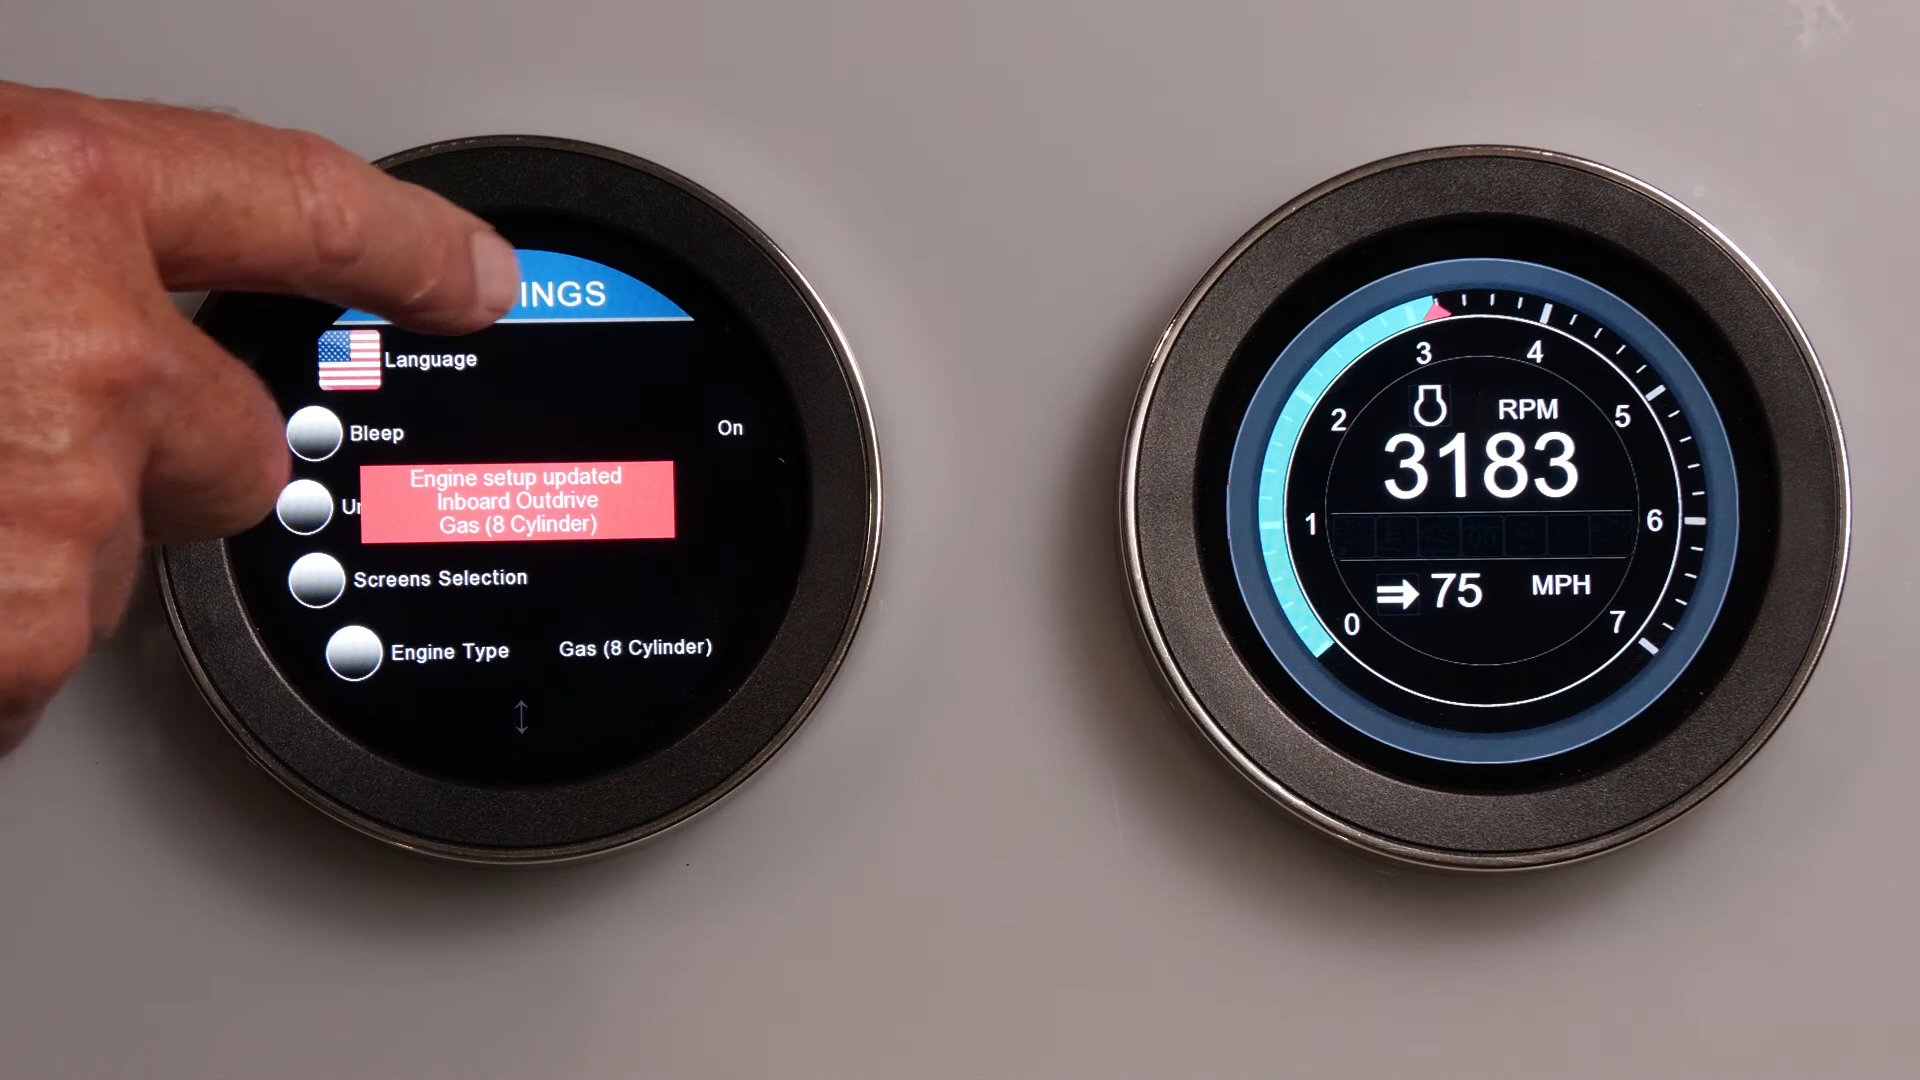 INGS
Language
Bleep On
Engine setup updated
Inboard Outdrive
Gas (8 Cylinder)
Screens Selection
Engine Type Gas (8 Cylinder)
3 4
2 5
1 6
0 7
RPM
3183
75 MPH